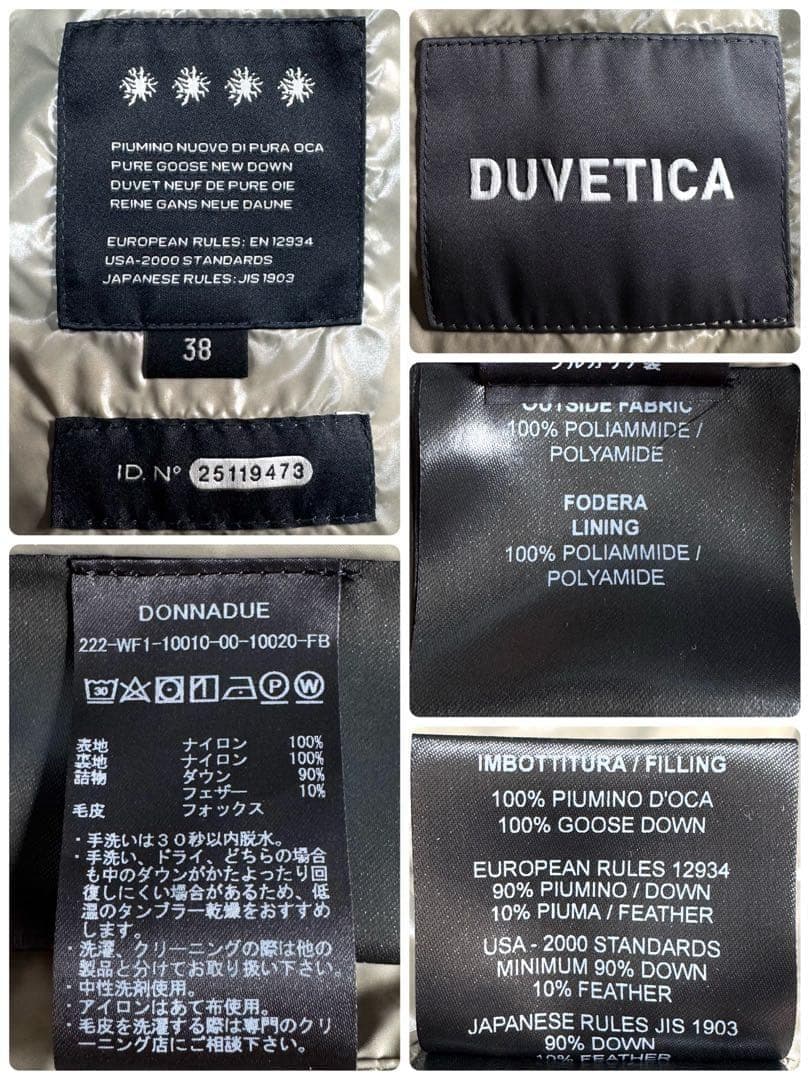 PIUMINO NUOVO DI PURA OCA
PURE GOOSE NEW DOWN
DUVET NEUF DE PURE OIE
REINE GANS NEUE DAUNE
EUROPEAN RULES: EN 12934
USA-2000 STANDARDS
JAPANESE RULES: JIS 1903
38
ID. N° 25119473
DUVETICA
ブルガリア製
OUTSIDE FABRIC
100% POLIAMMIDE /
POLYAMIDE
FODERA
LINING
100% POLIAMMIDE /
POLYAMIDE
DONNADUE
222-WF1-10010-00-10020-FB
30 P W
表地 ナイロン 100%
裏地 ナイロン 100%
詰物 ダウン 90%
フェザー 10%
毛皮 フォックス
・手洗いは30秒以内脱水。
・手洗い、ドライ、どちらの場合
も中のダウンがかたよったり回
復しにくい場合があるため、低
温のタンブラー乾燥をおすすめ
します。
・洗濯、クリーニングの際は他の
製品と分けてお取り扱い下さい。
・中性洗剤使用。
・アイロンはあて布使用。
・毛皮を洗濯する際は専門のクリ
ーニング店にご相談下さい。
IMBOTTITURA / FILLING
100% PIUMINO D'OCA
100% GOOSE DOWN
EUROPEAN RULES 12934
90% PIUMINO / DOWN
10% PIUMA / FEATHER
USA - 2000 STANDARDS
MINIMUM 90% DOWN
10% FEATHER
JAPANESE RULES JIS 1903
90% DOWN
10% FEATHER